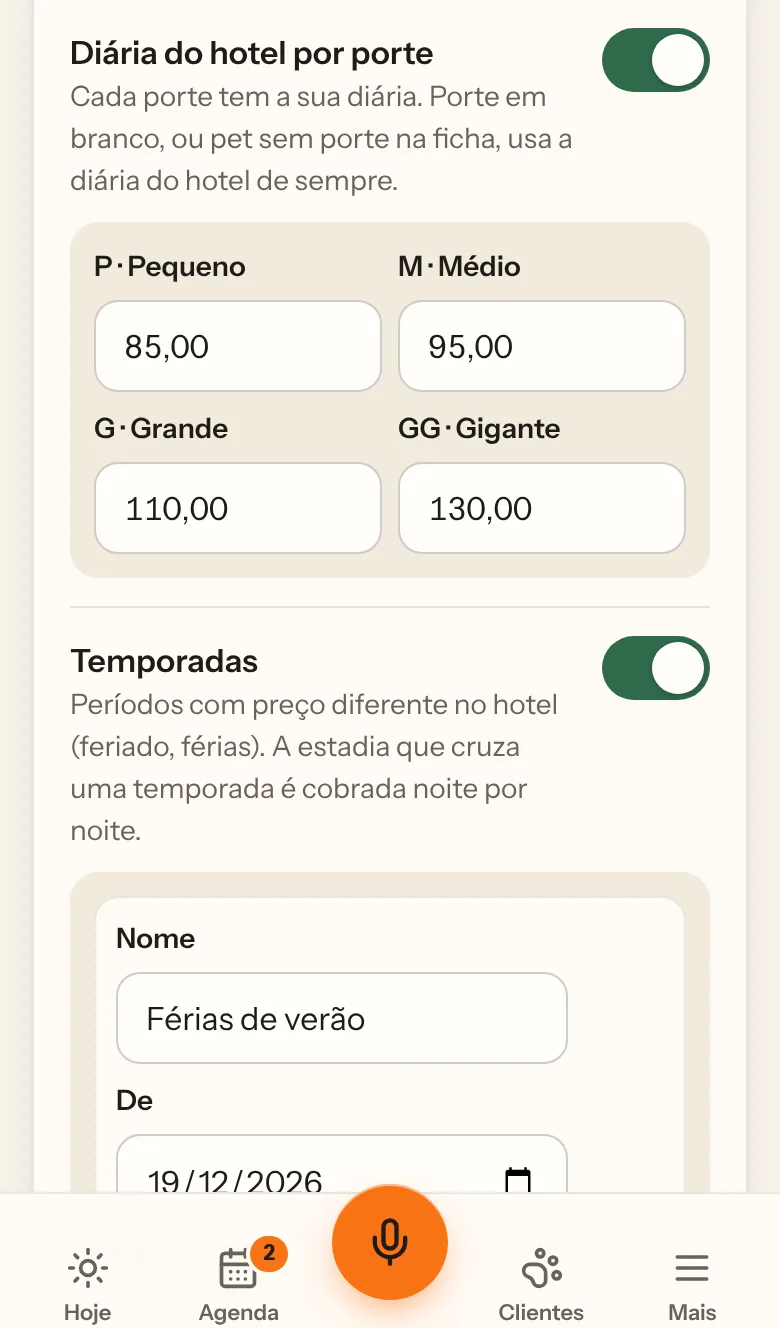 Diária do hotel por porte
Cada porte tem a sua diária. Porte em
branco, ou pet sem porte na ficha, usa a
diária do hotel de sempre.
P · Pequeno
M · Médio
85,00
95,00
G · Grande
GG · Gigante
110,00
130,00
Temporadas
Períodos com preço diferente no hotel
(feriado, férias). A estadia que cruza
uma temporada é cobrada noite por
noite.
Nome
Férias de verão
De
19/12/2026
2
Hoje
Agenda
Clientes
Mais